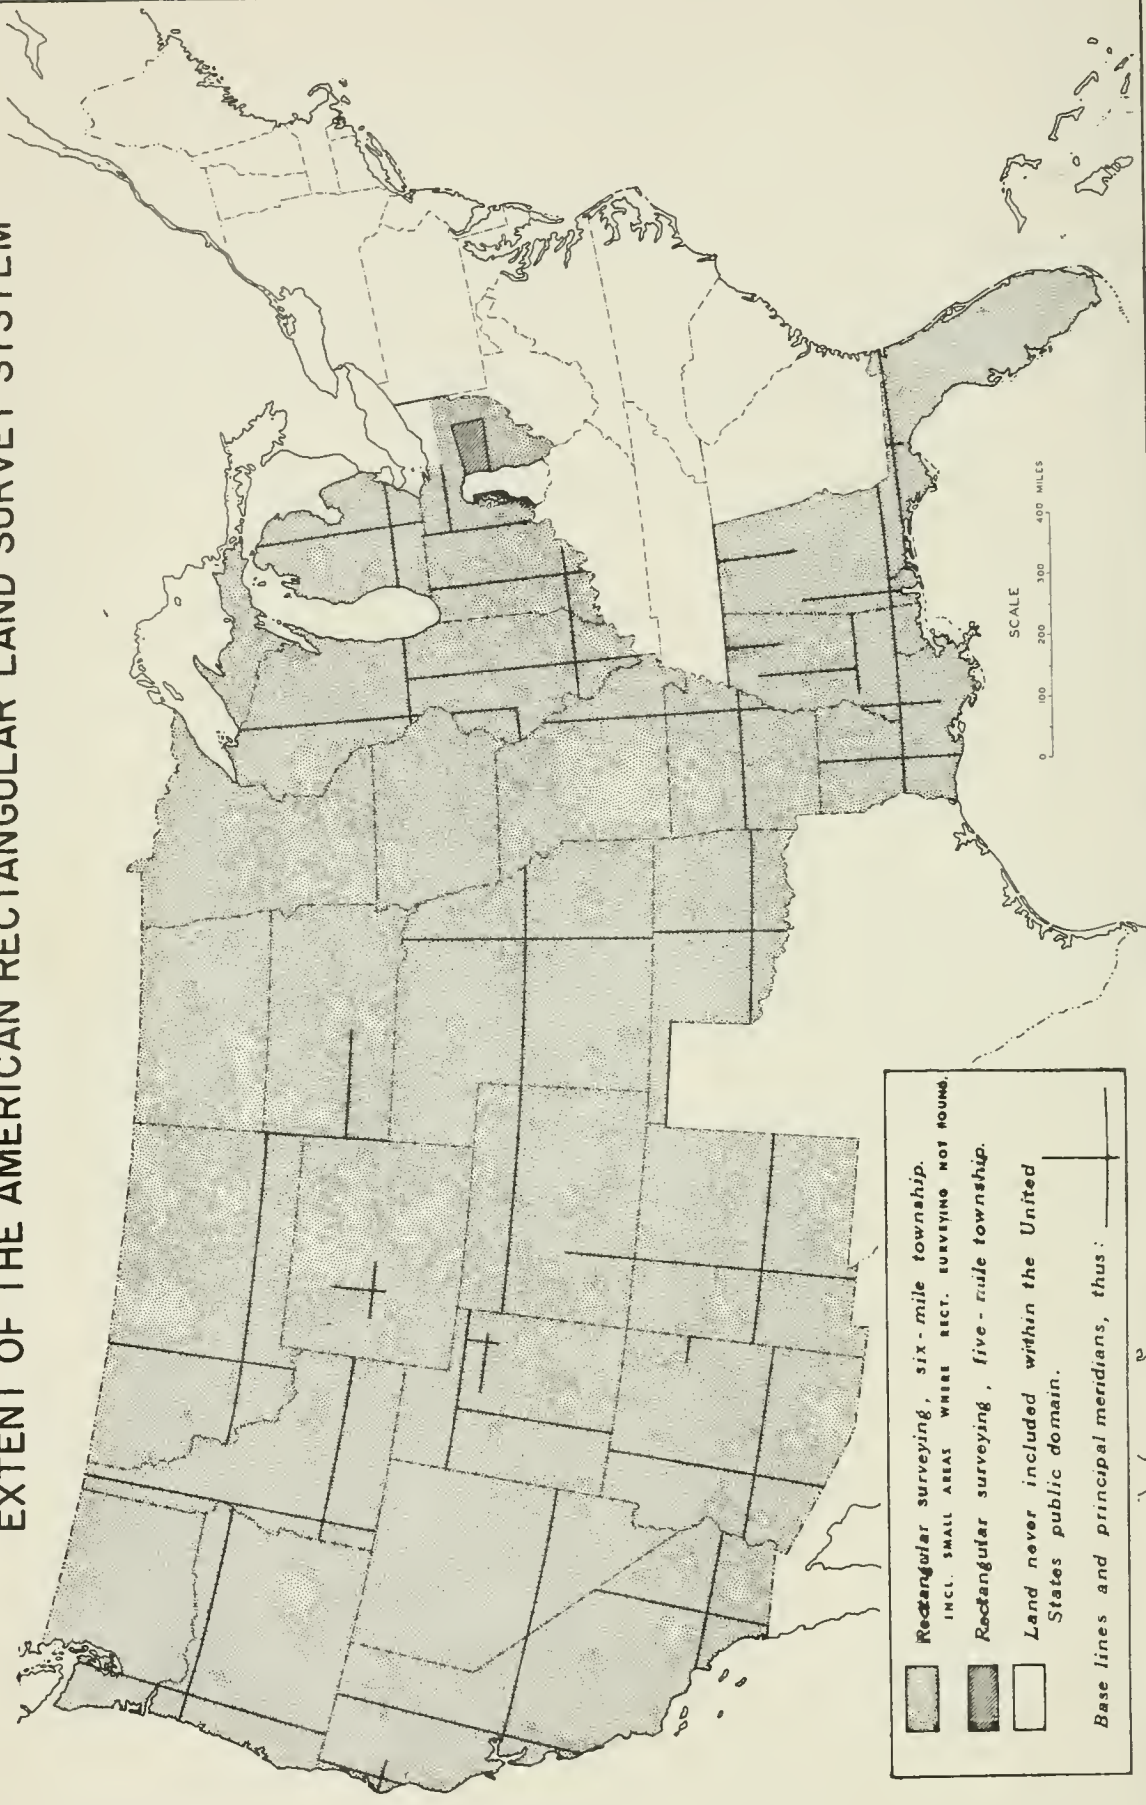 EXTENT OF THE AMERICAN RECTANGULAR LAND SURVEY SYSTEM
SCALE
0 100 200 300 400 MILES
Rectangular surveying, six-mile township.
INCL. SMALL AREAS WHERE RECT. SURVEYING NOT FOUND.
Rectangular surveying, five-mile township.
Land never included within the United
States public domain.
Base lines and principal meridians, thus: